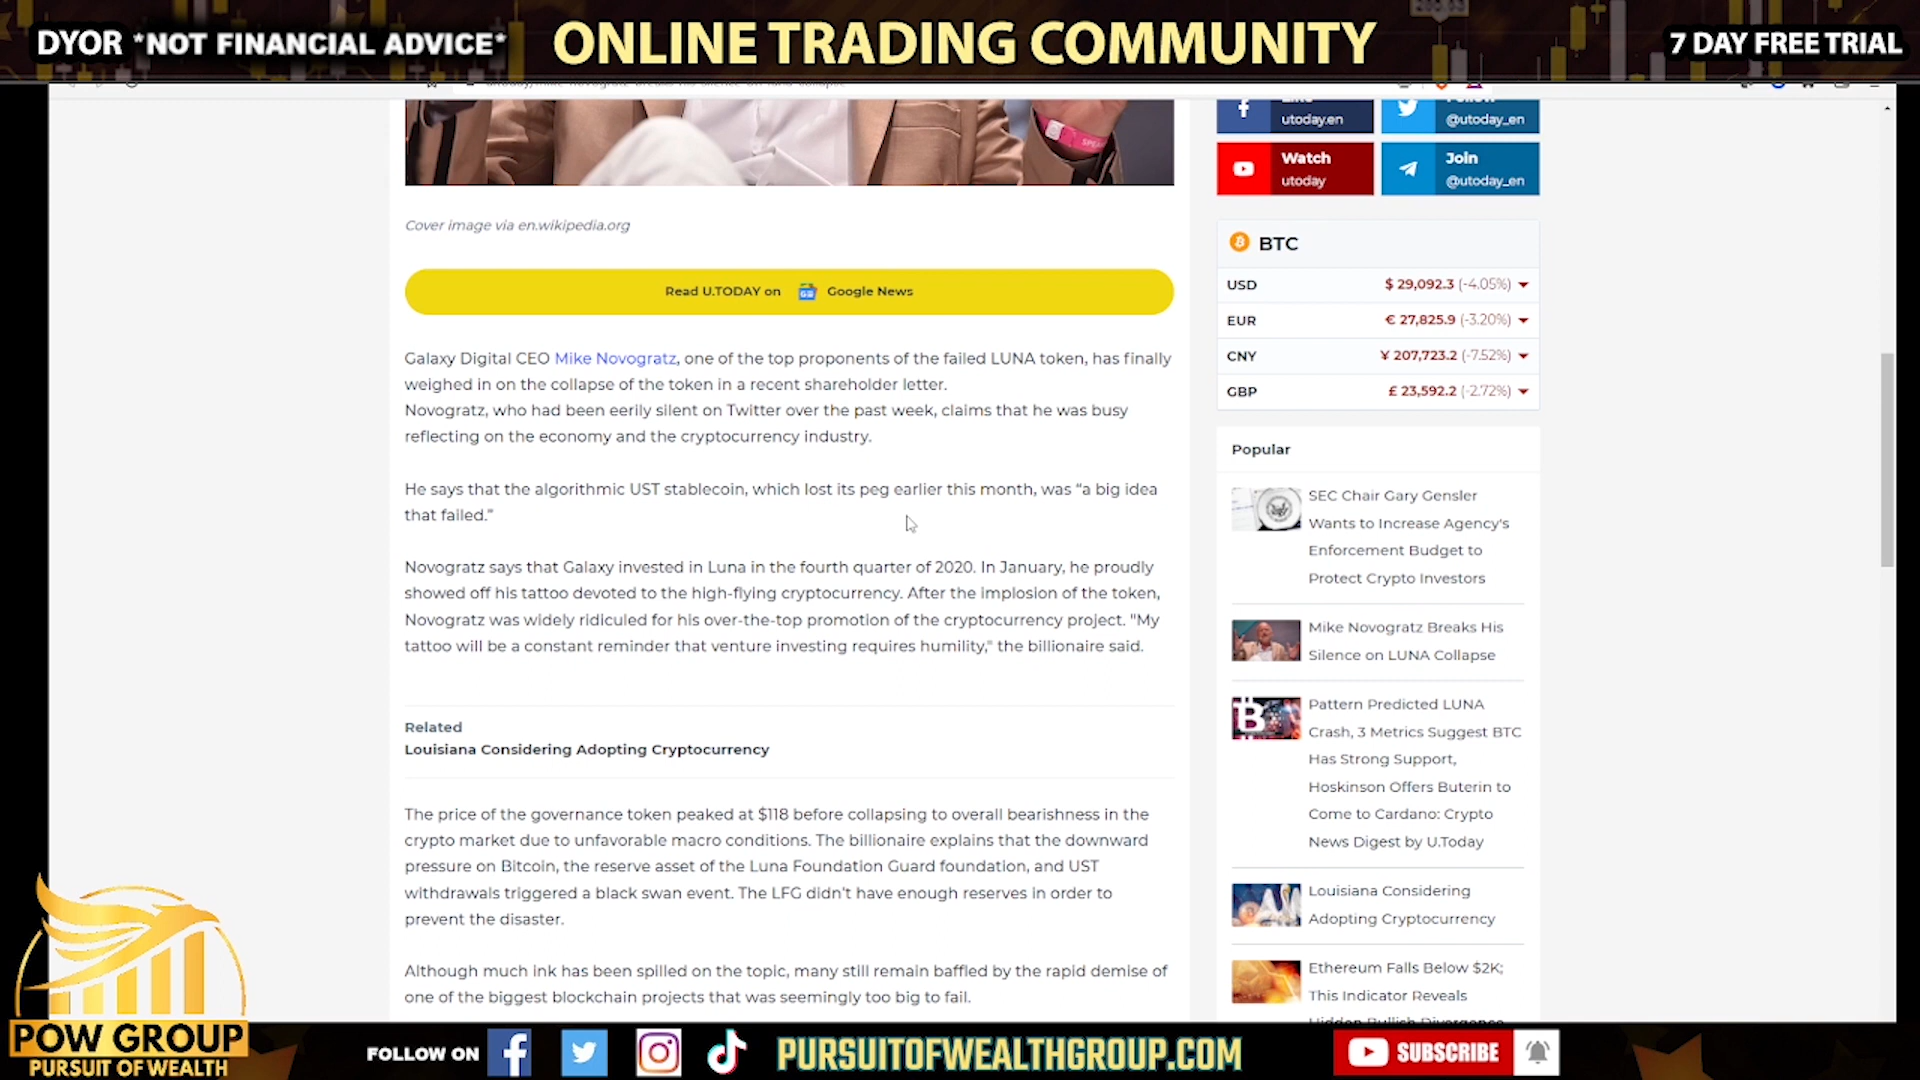 DYOR *NOT FINANCIAL ADVICE*
ONLINE TRADING COMMUNITY
7 DAY FREE TRIAL
utoday.en
@utoday_en
Watch
utoday
Join
@utoday_en
Cover image via en.wikipedia.org
Read U.TODAY on Google News
Galaxy Digital CEO Mike Novogratz, one of the top proponents of the failed LUNA token, has finally
weighed in on the collapse of the token in a recent shareholder letter.
Novogratz, who had been eerily silent on Twitter over the past week, claims that he was busy
reflecting on the economy and the cryptocurrency industry.
He says that the algorithmic UST stablecoin, which lost its peg earlier this month, was “a big idea
that failed.”
Novogratz says that Galaxy invested in Luna in the fourth quarter of 2020. In January, he proudly
showed off his tattoo devoted to the high-flying cryptocurrency. After the implosion of the token,
Novogratz was widely ridiculed for his over-the-top promotion of the cryptocurrency project. "My
tattoo will be a constant reminder that venture investing requires humility," the billionaire said.
Related
Louisiana Considering Adopting Cryptocurrency
The price of the governance token peaked at $118 before collapsing to overall bearishness in the
crypto market due to unfavorable macro conditions. The billionaire explains that the downward
pressure on Bitcoin, the reserve asset of the Luna Foundation Guard foundation, and UST
withdrawals triggered a black swan event. The LFG didn’t have enough reserves in order to
prevent the disaster.
Although much ink has been spilled on the topic, many still remain baffled by the rapid demise of
one of the biggest blockchain projects that was seemingly too big to fail.
BTC
USD $ 29,092.3 (-4.05%)
EUR € 27,825.9 (-3.20%)
CNY ¥ 207,723.2 (-7.52%)
GBP £ 23,592.2 (-2.72%)
Popular
SEC Chair Gary Gensler
Wants to Increase Agency's
Enforcement Budget to
Protect Crypto Investors
Mike Novogratz Breaks His
Silence on LUNA Collapse
Pattern Predicted LUNA
Crash, 3 Metrics Suggest BTC
Has Strong Support,
Hoskinson Offers Buterin to
Come to Cardano: Crypto
News Digest by U.Today
Louisiana Considering
Adopting Cryptocurrency
Ethereum Falls Below $2K;
This Indicator Reveals
Hidden Bullish Divergence
POW GROUP
PURSUIT OF WEALTH
FOLLOW ON
PURSUITOFWEALTHGROUP.COM
SUBSCRIBE